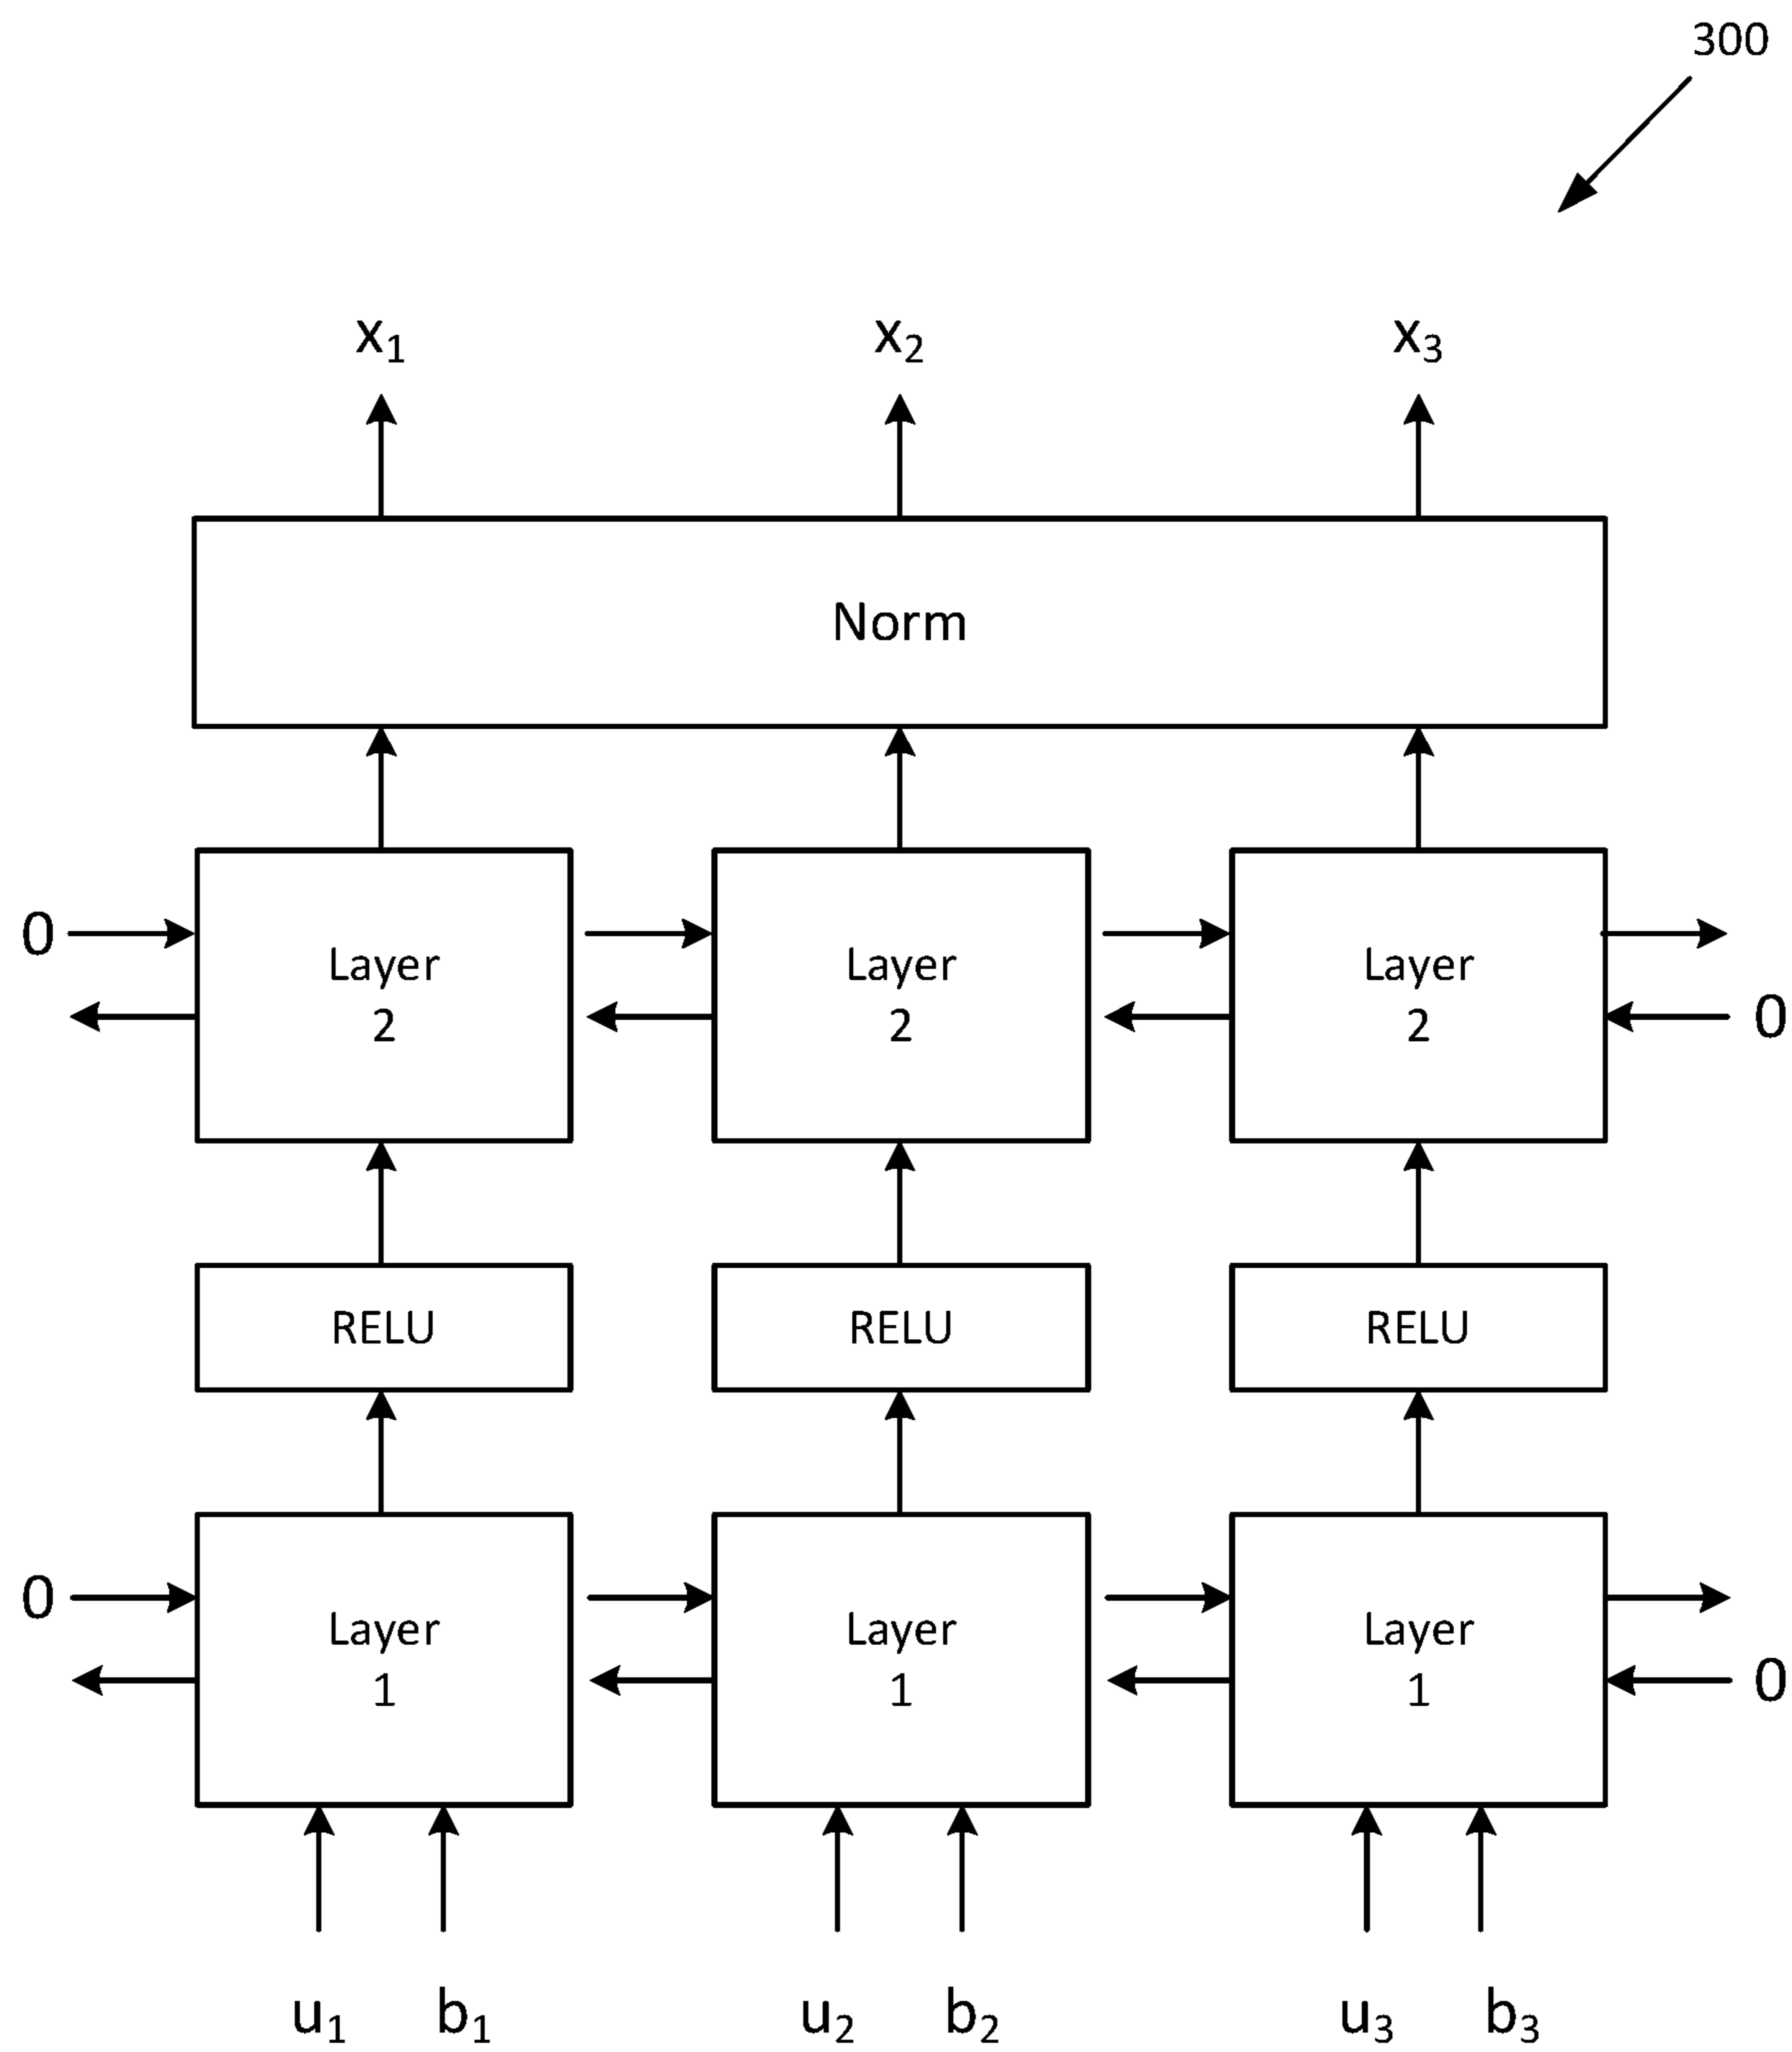 300
x₁ x₂ x₃
Norm
0 Layer 2 Layer 2 Layer 2 0
RELU RELU RELU
0 Layer 1 Layer 1 Layer 1 0
u₁ b₁ u₂ b₂ u₃ b₃